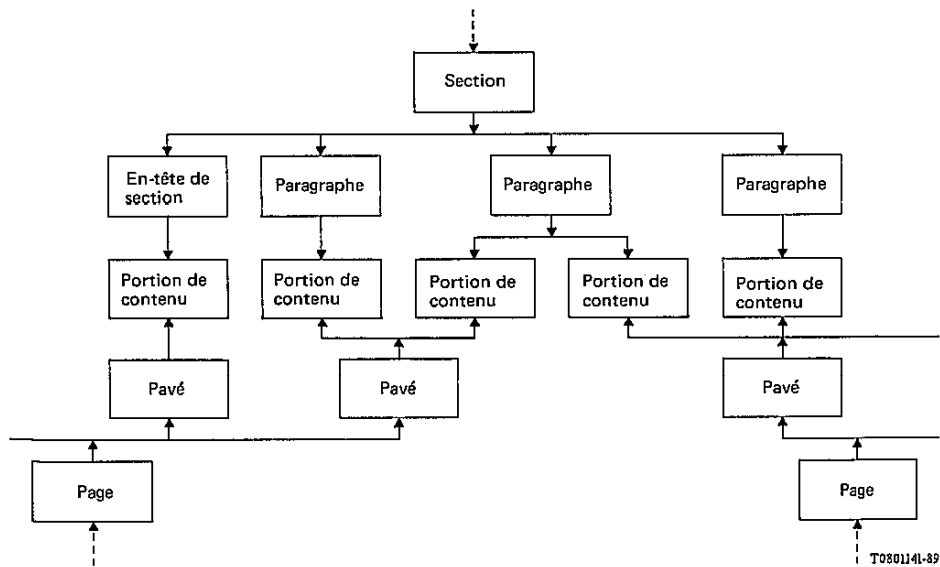 Section
En-tête de
section
Paragraphe
Paragraphe
Paragraphe
Portion de
contenu
Portion de
contenu
Portion de
contenu
Portion de
contenu
Portion de
contenu
Pavé
Pavé
Pavé
Page
Page
T0801141-89